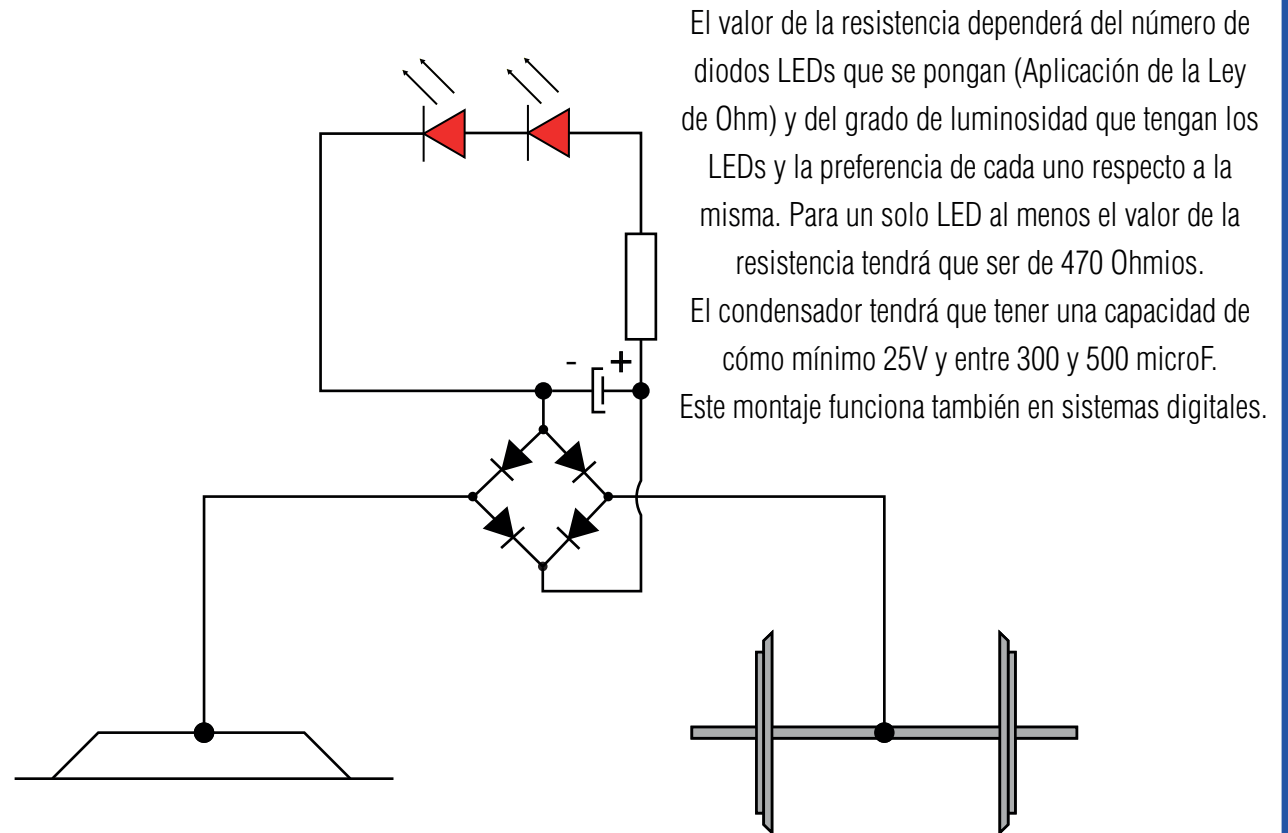 El valor de la resistencia dependerá del número de
diodos LEDs que se pongan (Aplicación de la Ley
de Ohm) y del grado de luminosidad que tengan los
LEDs y la preferencia de cada uno respecto a la
misma. Para un solo LED al menos el valor de la
resistencia tendrá que ser de 470 Ohmios.
El condensador tendrá que tener una capacidad de
cómo mínimo 25V y entre 300 y 500 microF.
Este montaje funciona también en sistemas digitales.
- +